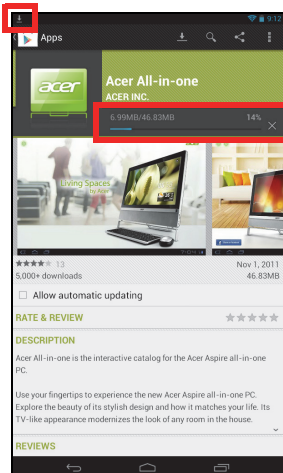 9:12
Apps
acer
Acer All-in-one
ACER INC.
6.99MB/46.83MB 14%
Living Spaces
by Acer
13 Nov 1, 2011
5,000+ downloads 46.83MB
Allow automatic updating
RATE & REVIEW
DESCRIPTION
Acer All-in-one is the interactive catalog for the Acer Aspire all-in-one
PC.
Use your fingertips to experience the new Acer Aspire all-in-one PC.
Explore the beauty of its stylish design and how it matches your life. Its
TV-like appearance modernizes the look of any room in the house.
REVIEWS